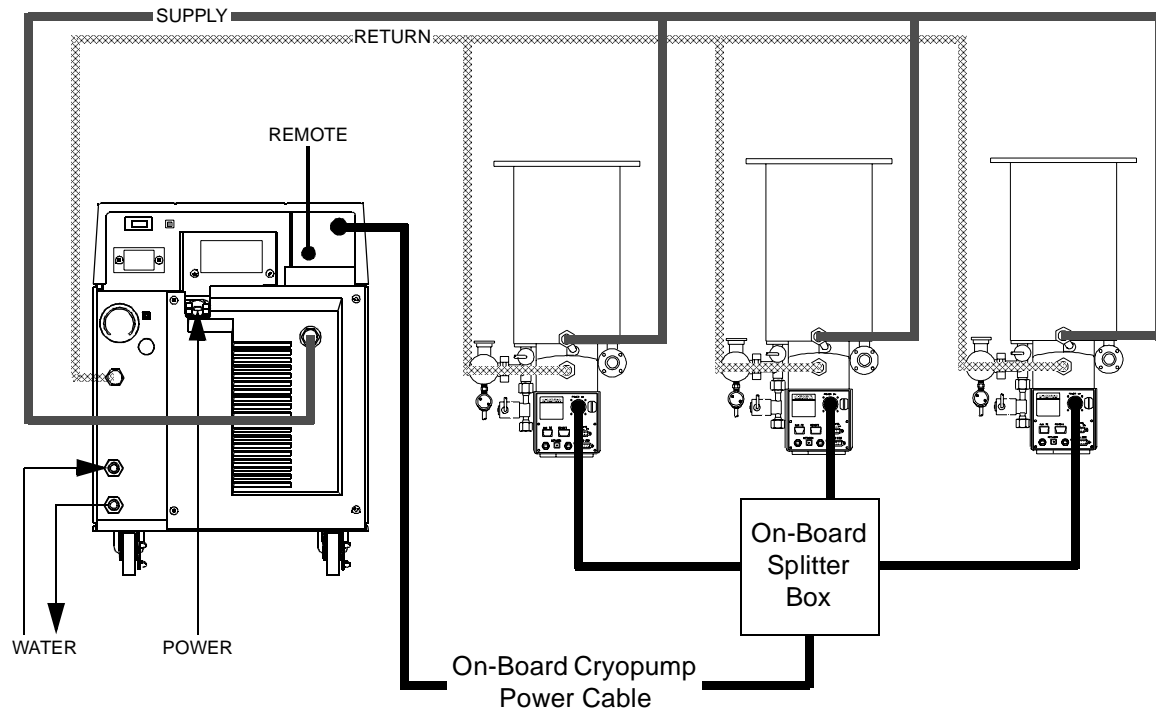 SUPPLY
RETURN
REMOTE
On-Board
Splitter
Box
WATER
POWER
On-Board Cryopump
Power Cable